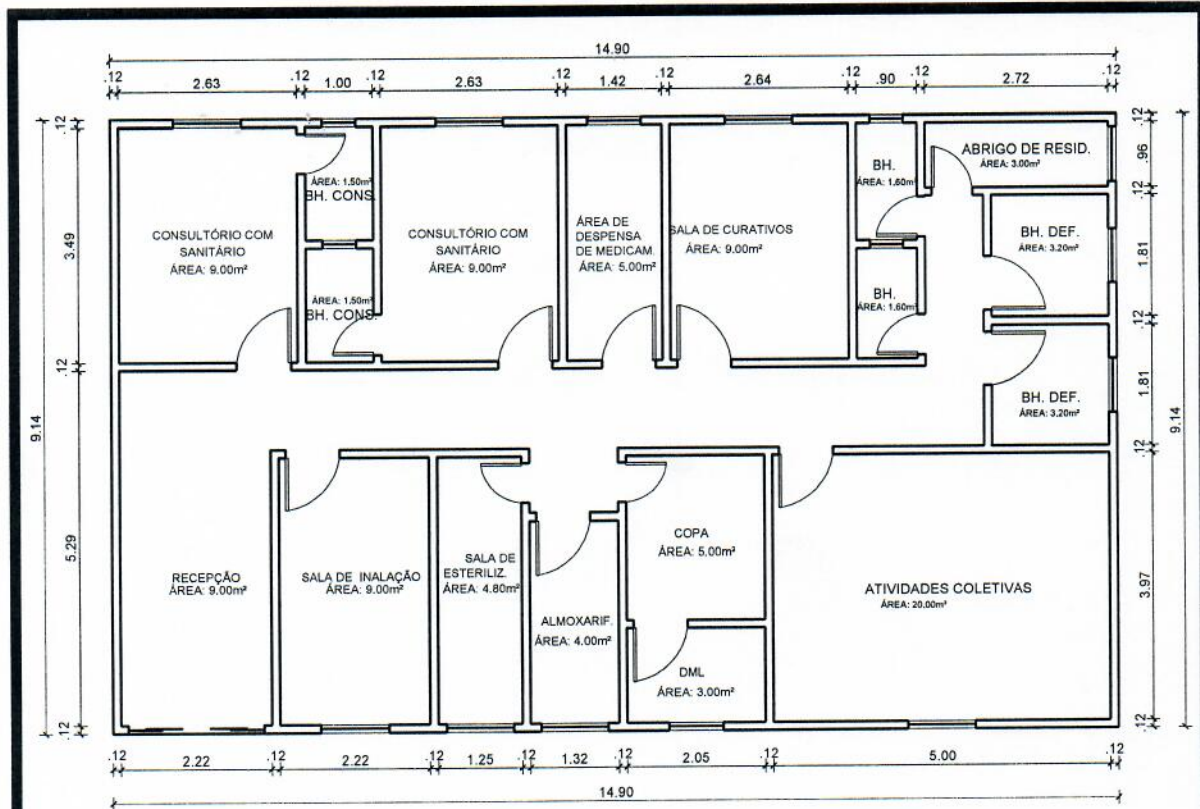 14.90
.12 2.63 .12 1.00 .12 2.63 .12 1.42 .12 2.64 .12 .90 .12 2.72 .12
.12
3.49
.12
5.29
.12
9.14
CONSULTÓRIO COM
SANITÁRIO
ÁREA: 9.00m²
ÁREA: 1.50m²
BH. CONS.
ÁREA: 1.50m²
BH. CONS.
CONSULTÓRIO COM
SANITÁRIO
ÁREA: 9.00m²
ÁREA DE
DESPENSA
DE MEDICAM.
ÁREA: 5.00m²
SALA DE CURATIVOS
ÁREA: 9.00m²
BH.
ÁREA: 1.60m²
BH.
ÁREA: 1.60m²
ABRIGO DE RESID.
ÁREA: 3.00m²
BH. DEF.
ÁREA: 3.20m²
BH. DEF.
ÁREA: 3.20m²
.12
.96
.12
1.81
.12
1.81
.12
3.97
.12
9.14
RECEPÇÃO
ÁREA: 9.00m²
SALA DE INALAÇÃO
ÁREA: 9.00m²
SALA DE
ESTERILIZ.
ÁREA: 4.80m²
ALMOXARIF.
ÁREA: 4.00m²
COPA
ÁREA: 5.00m²
DML
ÁREA: 3.00m²
ATIVIDADES COLETIVAS
ÁREA: 20.00m²
.12 2.22 .12 2.22 .12 1.25 .12 1.32 .12 2.05 .12 5.00 .12
14.90